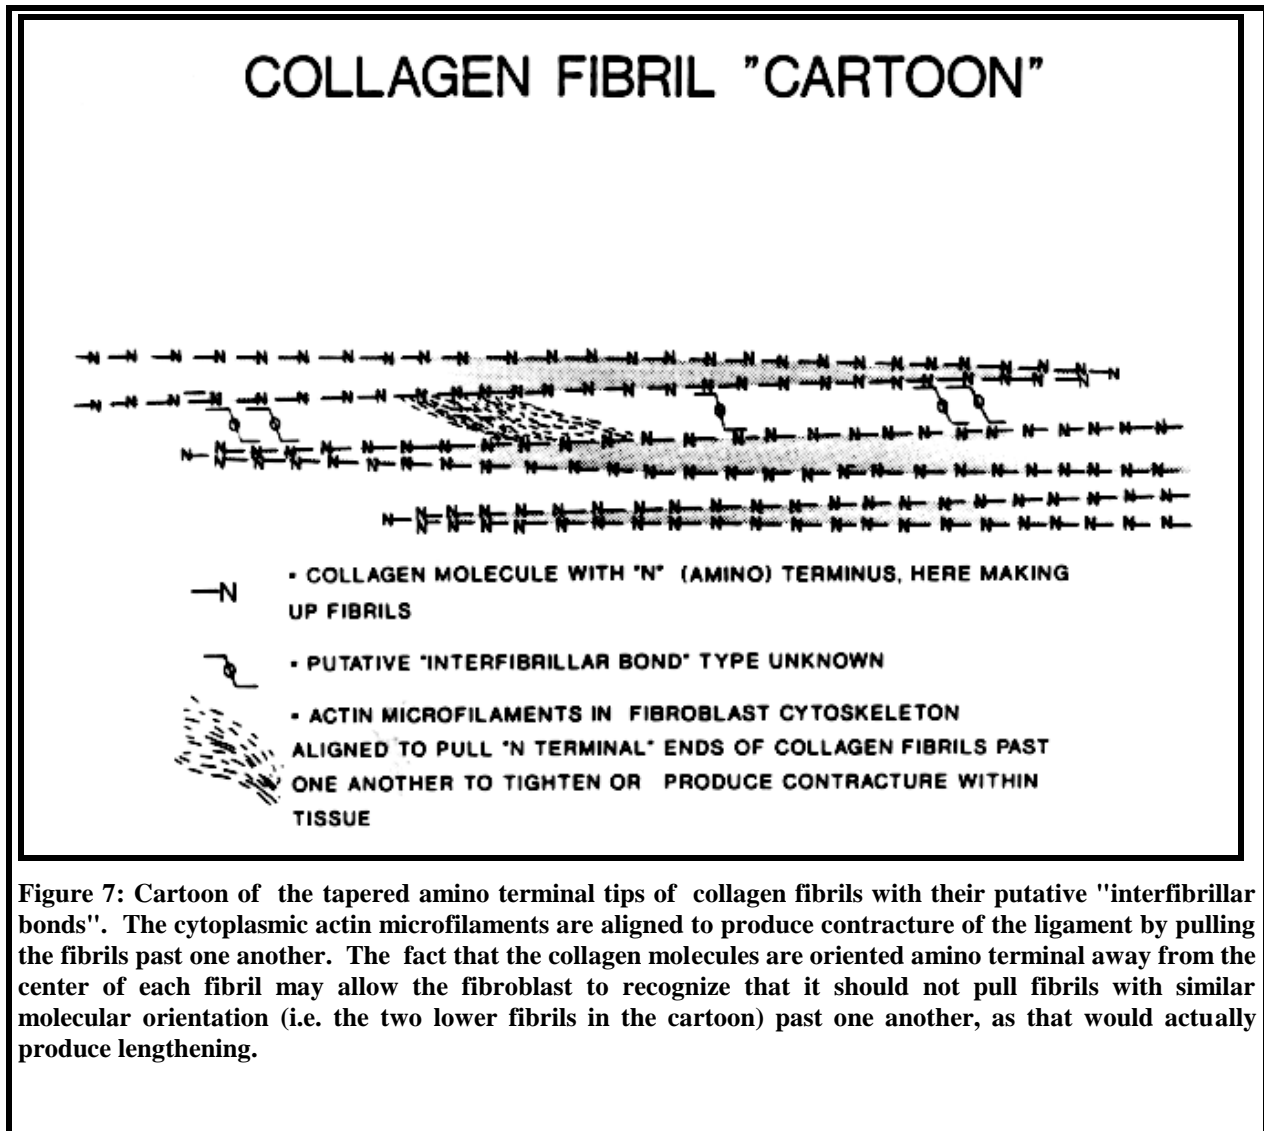 COLLAGEN FIBRIL "CARTOON"
—N
- COLLAGEN MOLECULE WITH "N" (AMINO) TERMINUS, HERE MAKING
UP FIBRILS
- PUTATIVE "INTERFIBRILLAR BOND" TYPE UNKNOWN
- ACTIN MICROFILAMENTS IN FIBROBLAST CYTOSKELETON
ALIGNED TO PULL "N TERMINAL" ENDS OF COLLAGEN FIBRILS PAST
ONE ANOTHER TO TIGHTEN OR PRODUCE CONTRACTURE WITHIN
TISSUE
Figure 7: Cartoon of the tapered amino terminal tips of collagen fibrils with their putative "interfibrillar
bonds". The cytoplasmic actin microfilaments are aligned to produce contracture of the ligament by pulling
the fibrils past one another. The fact that the collagen molecules are oriented amino terminal away from the
center of each fibril may allow the fibroblast to recognize that it should not pull fibrils with similar
molecular orientation (i.e. the two lower fibrils in the cartoon) past one another, as that would actually
produce lengthening.